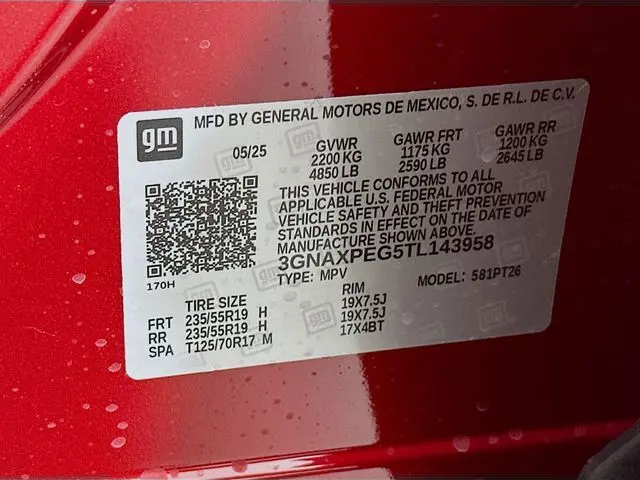 gm
MFD BY GENERAL MOTORS DE MEXICO, S. DE R.L. DE C.V.
05/25 GVWR GAWR FRT GAWR RR
2200 KG 1175 KG 1200 KG
4850 LB 2590 LB 2645 LB
THIS VEHICLE CONFORMS TO ALL
APPLICABLE U.S. FEDERAL MOTOR
VEHICLE SAFETY AND THEFT PREVENTION
STANDARDS IN EFFECT ON THE DATE OF
MANUFACTURE SHOWN ABOVE.
3GNAXPEG5TL143958
170H
TYPE: MPV MODEL: 581PT26
TIRE SIZE RIM
FRT 235/55R19 H 19X7.5J
RR 235/55R19 H 19X7.5J
SPA T125/70R17 M 17X4BT